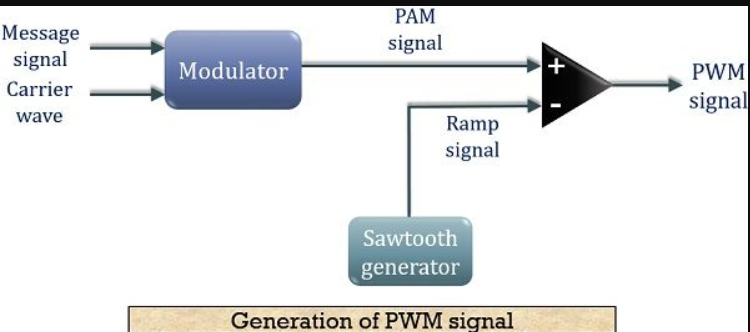 Message
signal
Carrier
wave
Modulator
PAM
signal
+
-
PWM
signal
Ramp
signal
Sawtooth
generator
Generation of PWM signal